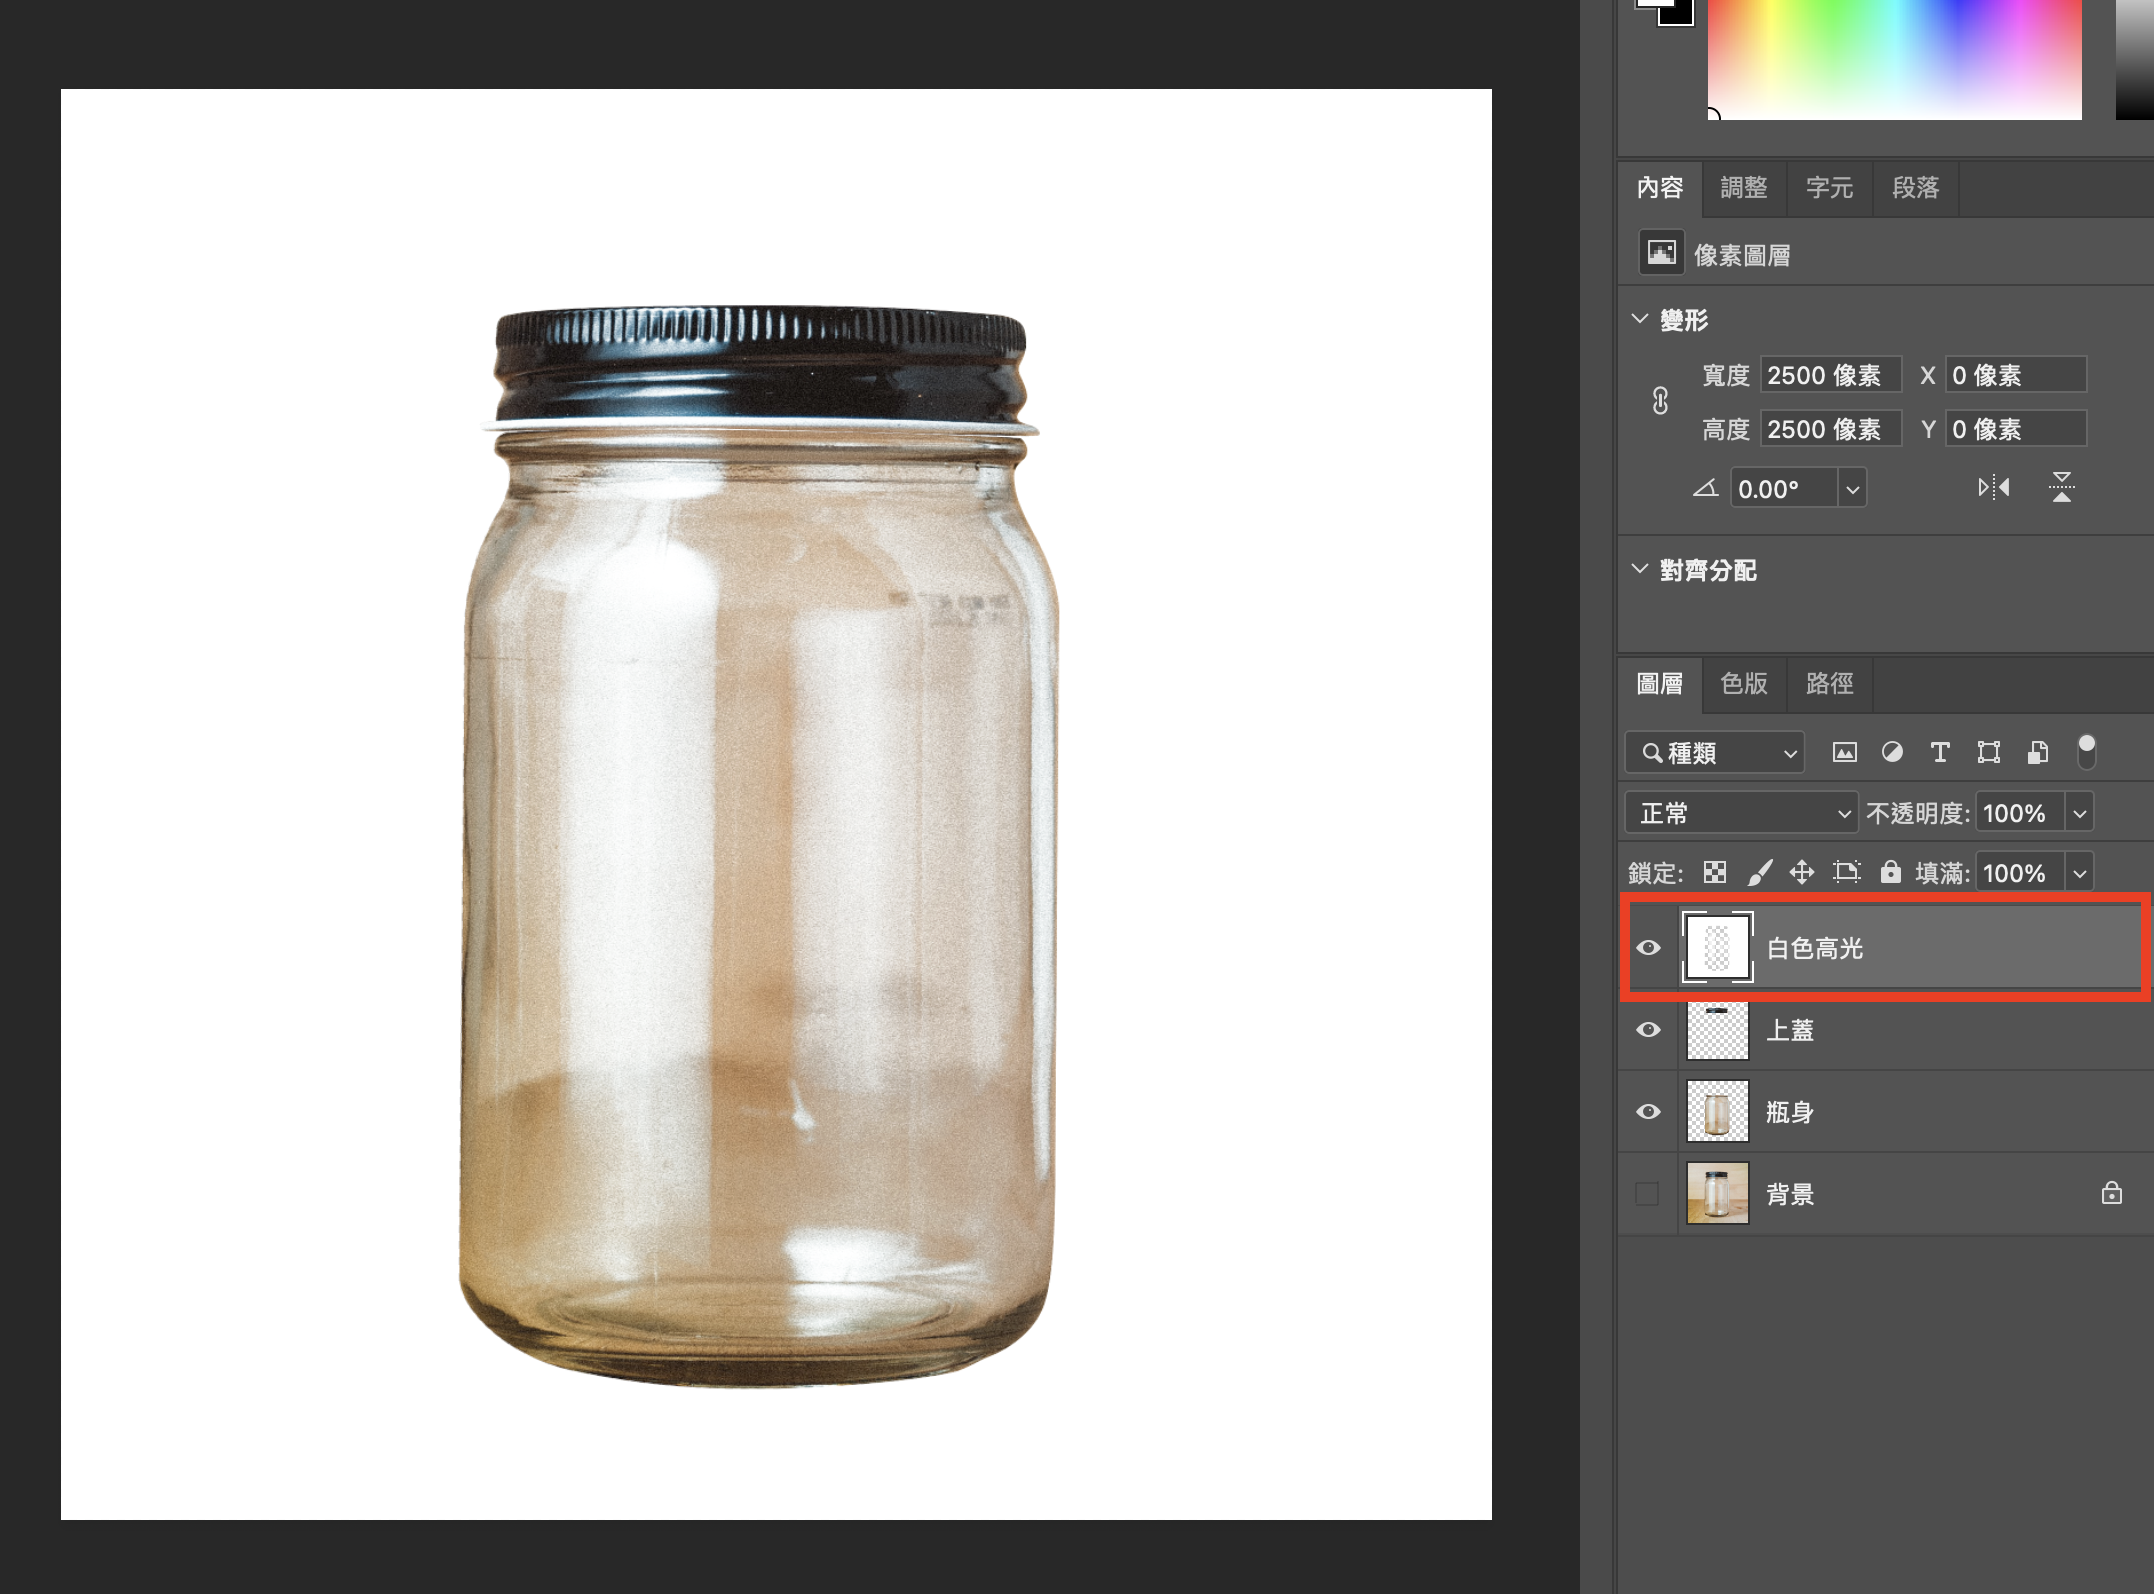 內容 調整 字元 段落
像素圖層
變形
寬度 2500 像素 X 0 像素
高度 2500 像素 Y 0 像素
0.00°
對齊分配
圖層 色版 路徑
種類
正常 不透明度: 100%
鎖定: 填滿: 100%
白色高光
上蓋
瓶身
背景